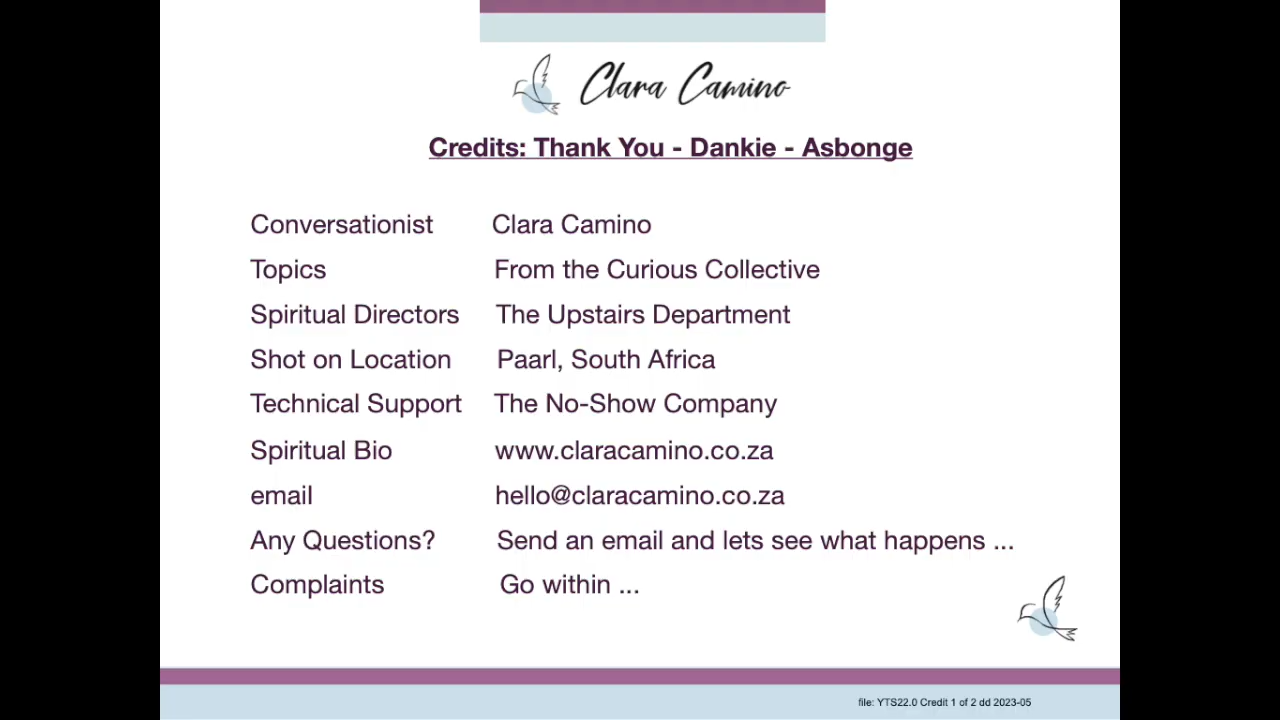 Clara Camino
Credits: Thank You - Dankie - Asbonge
Conversationist Clara Camino
Topics From the Curious Collective
Spiritual Directors The Upstairs Department
Shot on Location Paarl, South Africa
Technical Support The No-Show Company
Spiritual Bio www.claracamino.co.za
email hello@claracamino.co.za
Any Questions? Send an email and lets see what happens ...
Complaints Go within ...
file: YTS22.0 Credit 1 of 2 dd 2023-05